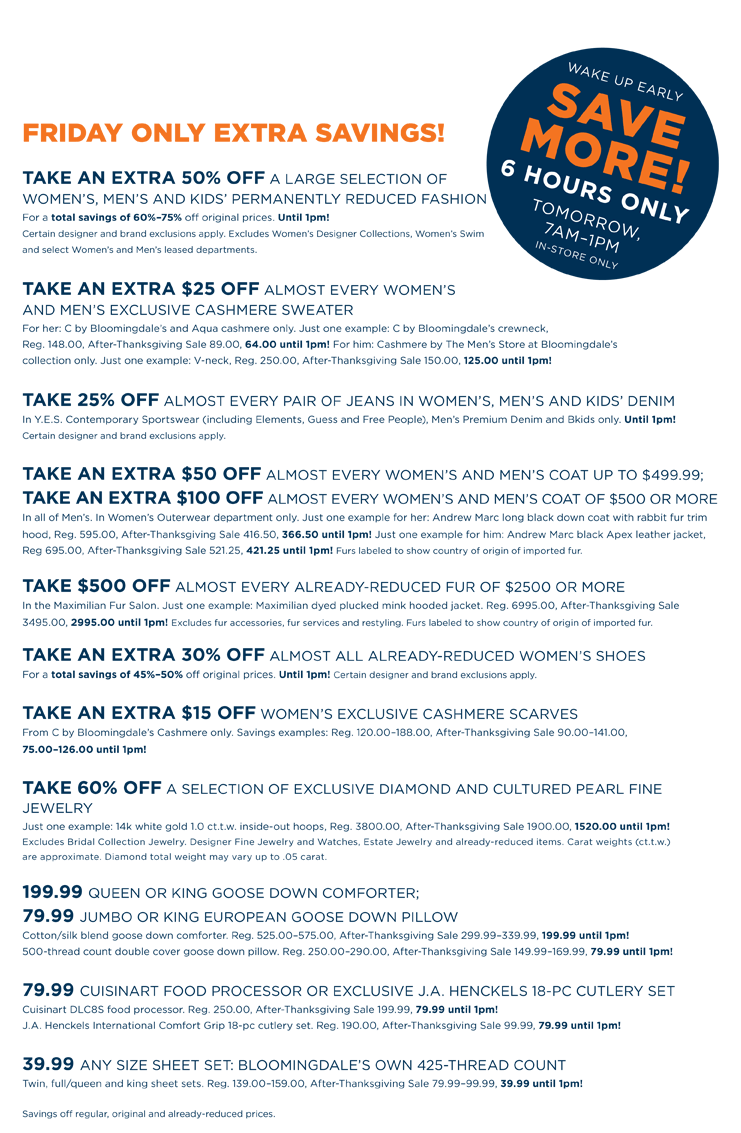 WAKE UP EARLY
SAVE
MORE!
6 HOURS ONLY
TOMORROW,
7AM–1PM
IN-STORE ONLY
FRIDAY ONLY EXTRA SAVINGS!
TAKE AN EXTRA 50% OFF A LARGE SELECTION OF
WOMEN'S, MEN'S AND KIDS' PERMANENTLY REDUCED FASHION
For a total savings of 60%–75% off original prices. Until 1pm!
Certain designer and brand exclusions apply. Excludes Women's Designer Collections, Women's Swim
and select Women's and Men's leased departments.
TAKE AN EXTRA $25 OFF ALMOST EVERY WOMEN'S
AND MEN'S EXCLUSIVE CASHMERE SWEATER
For her: C by Bloomingdale's and Aqua cashmere only. Just one example: C by Bloomingdale's crewneck,
Reg. 148.00, After-Thanksgiving Sale 89.00, 64.00 until 1pm! For him: Cashmere by The Men's Store at Bloomingdale's
collection only. Just one example: V-neck, Reg. 250.00, After-Thanksgiving Sale 150.00, 125.00 until 1pm!
TAKE 25% OFF ALMOST EVERY PAIR OF JEANS IN WOMEN'S, MEN'S AND KIDS' DENIM
In Y.E.S. Contemporary Sportswear (including Elements, Guess and Free People), Men's Premium Denim and Bkids only. Until 1pm!
Certain designer and brand exclusions apply.
TAKE AN EXTRA $50 OFF ALMOST EVERY WOMEN'S AND MEN'S COAT UP TO $499.99;
TAKE AN EXTRA $100 OFF ALMOST EVERY WOMEN'S AND MEN'S COAT OF $500 OR MORE
In all of Men's. In Women's Outerwear department only. Just one example for her: Andrew Marc long black down coat with rabbit fur trim
hood, Reg. 595.00, After-Thanksgiving Sale 416.50, 366.50 until 1pm! Just one example for him: Andrew Marc black Apex leather jacket,
Reg 695.00, After-Thanksgiving Sale 521.25, 421.25 until 1pm! Furs labeled to show country of origin of imported fur.
TAKE $500 OFF ALMOST EVERY ALREADY-REDUCED FUR OF $2500 OR MORE
In the Maximilian Fur Salon. Just one example: Maximilian dyed plucked mink hooded jacket. Reg. 6995.00, After-Thanksgiving Sale
3495.00, 2995.00 until 1pm! Excludes fur accessories, fur services and restyling. Furs labeled to show country of origin of imported fur.
TAKE AN EXTRA 30% OFF ALMOST ALL ALREADY-REDUCED WOMEN'S SHOES
For a total savings of 45%–50% off original prices. Until 1pm! Certain designer and brand exclusions apply.
TAKE AN EXTRA $15 OFF WOMEN'S EXCLUSIVE CASHMERE SCARVES
From C by Bloomingdale's Cashmere only. Savings examples: Reg. 120.00–188.00, After-Thanksgiving Sale 90.00–141.00,
75.00–126.00 until 1pm!
TAKE 60% OFF A SELECTION OF EXCLUSIVE DIAMOND AND CULTURED PEARL FINE
JEWELRY
Just one example: 14k white gold 1.0 ct.t.w. inside-out hoops, Reg. 3800.00, After-Thanksgiving Sale 1900.00, 1520.00 until 1pm!
Excludes Bridal Collection Jewelry. Designer Fine Jewelry and Watches, Estate Jewelry and already-reduced items. Carat weights (ct.t.w.)
are approximate. Diamond total weight may vary up to .05 carat.
199.99 QUEEN OR KING GOOSE DOWN COMFORTER;
79.99 JUMBO OR KING EUROPEAN GOOSE DOWN PILLOW
Cotton/silk blend goose down comforter. Reg. 525.00–575.00, After-Thanksgiving Sale 299.99–339.99, 199.99 until 1pm!
500-thread count double cover goose down pillow. Reg. 250.00–290.00, After-Thanksgiving Sale 149.99–169.99, 79.99 until 1pm!
79.99 CUISINART FOOD PROCESSOR OR EXCLUSIVE J.A. HENCKELS 18-PC CUTLERY SET
Cuisinart DLC8S food processor. Reg. 250.00, After-Thanksgiving Sale 199.99, 79.99 until 1pm!
J.A. Henckels International Comfort Grip 18-pc cutlery set. Reg. 190.00, After-Thanksgiving Sale 99.99, 79.99 until 1pm!
39.99 ANY SIZE SHEET SET: BLOOMINGDALE'S OWN 425-THREAD COUNT
Twin, full/queen and king sheet sets. Reg. 139.00–159.00, After-Thanksgiving Sale 79.99–99.99, 39.99 until 1pm!
Savings off regular, original and already-reduced prices.